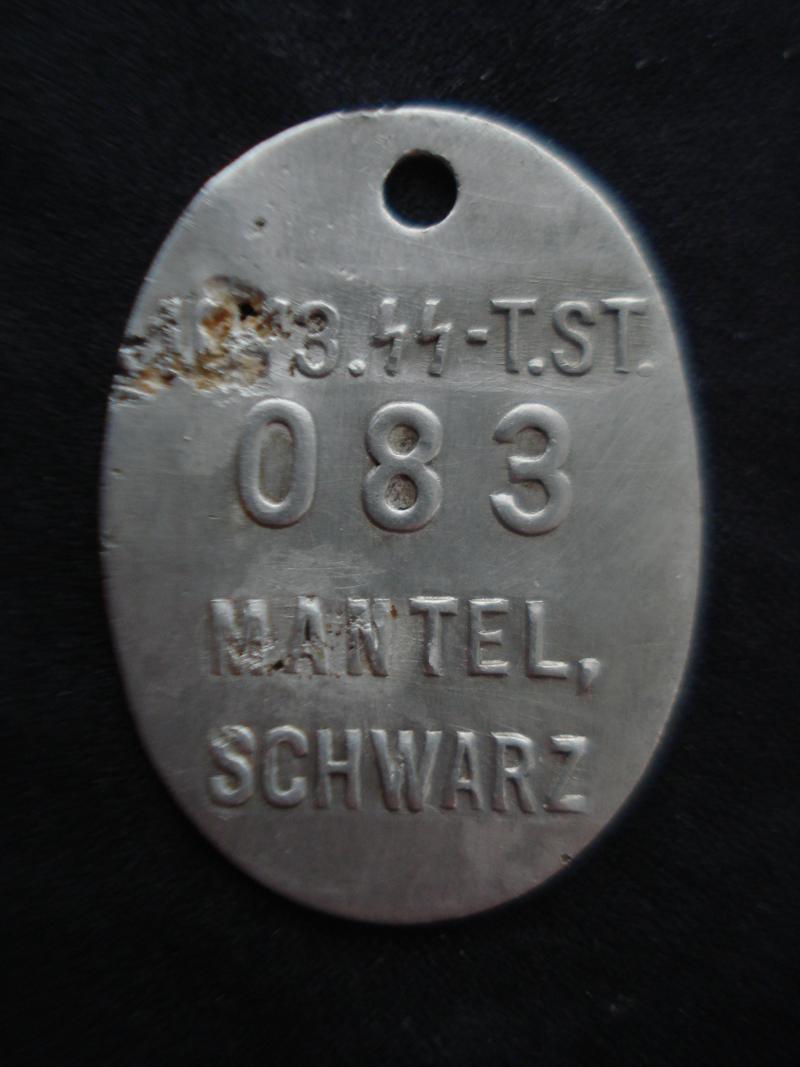 3.ᛋᛋ-T.ST.
083
MANTEL,
SCHWARZ